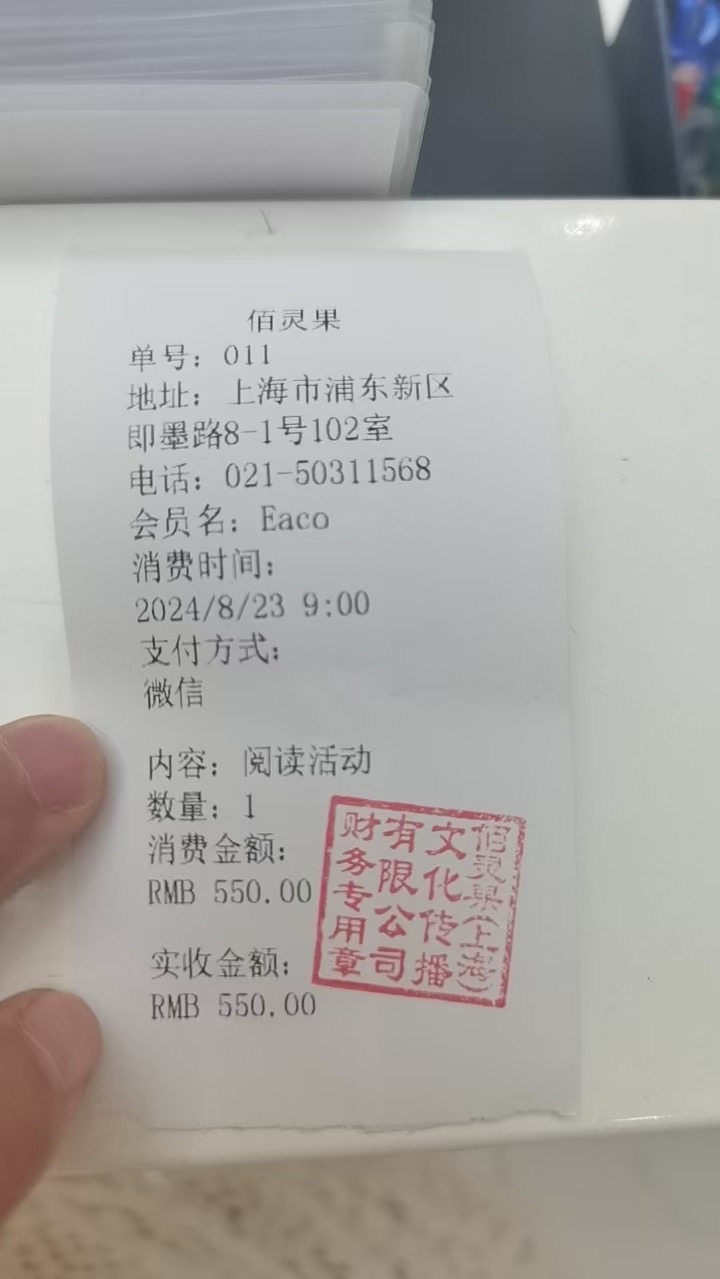 佰灵果
单号：011
地址：上海市浦东新区
即墨路8-1号102室
电话：021-50311568
会员名：Eaco
消费时间：
2024/8/23 9:00
支付方式：
微信
内容：阅读活动
数量：1
消费金额：
RMB 550.00
实收金额：
RMB 550.00
佰灵果(上海)
文化传播
有限公司
财务专用章